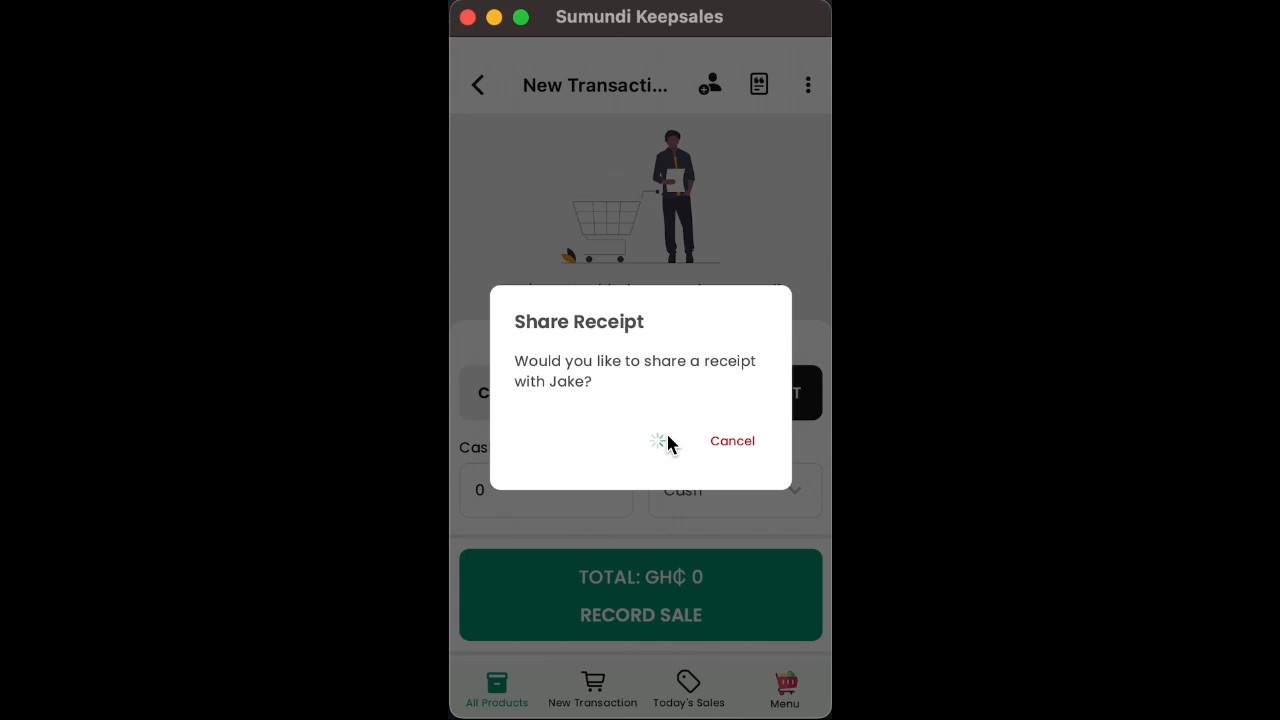 Sumundi Keepsales
New Transacti...
Share Receipt
Would you like to share a receipt
with Jake?
Cancel
C
T
Cas
0
Cash
TOTAL: GH₵ 0
RECORD SALE
All Products
New Transaction
Today's Sales
Menu